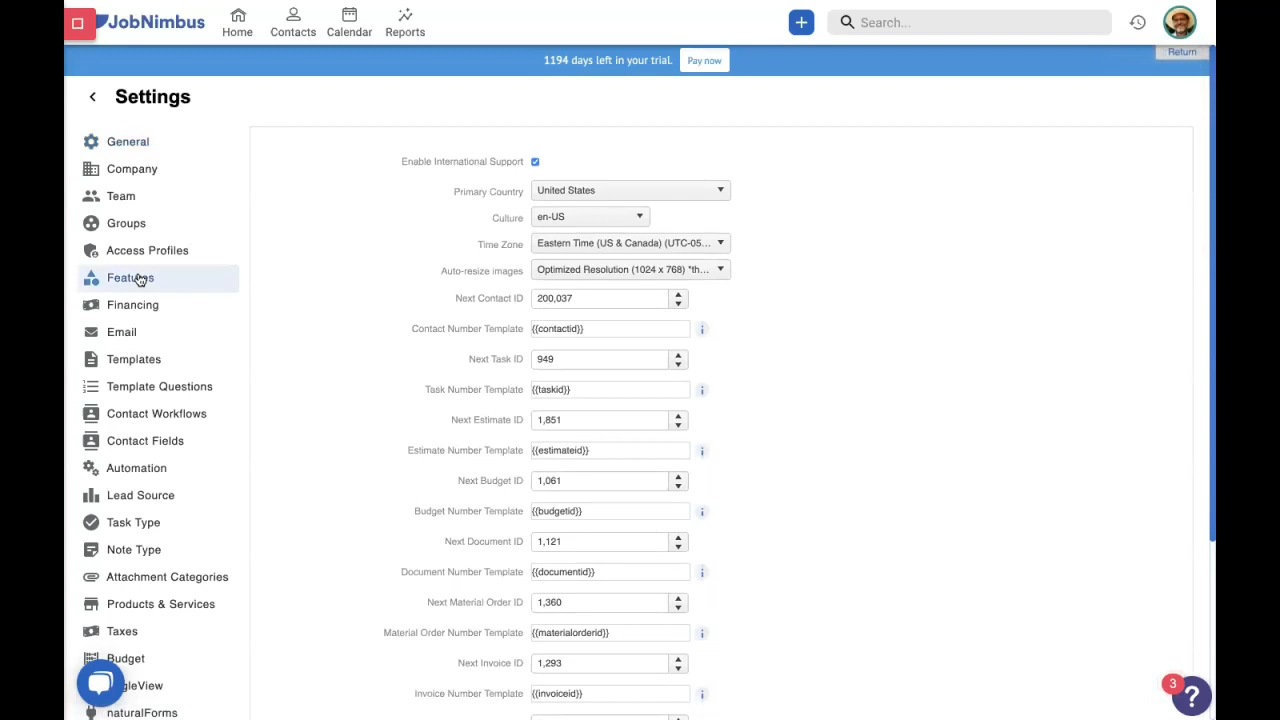 JobNimbus
Home
Contacts
Calendar
Reports
+
Search...
1194 days left in your trial.
Pay now
Return
Settings
General
Company
Team
Groups
Access Profiles
Features
Financing
Email
Templates
Template Questions
Contact Workflows
Contact Fields
Automation
Lead Source
Task Type
Note Type
Attachment Categories
Products & Services
Taxes
Budget
gleView
naturalForms
Enable International Support
Primary Country United States
Culture en-US
Time Zone Eastern Time (US & Canada) (UTC-05...
Auto-resize images Optimized Resolution (1024 x 768) *th...
Next Contact ID 200,037
Contact Number Template {{contactid}} i
Next Task ID 949
Task Number Template {{taskid}} i
Next Estimate ID 1,851
Estimate Number Template {{estimateid}} i
Next Budget ID 1,061
Budget Number Template {{budgetid}} i
Next Document ID 1,121
Document Number Template {{documentid}} i
Next Material Order ID 1,360
Material Order Number Template {{materialorderid}} i
Next Invoice ID 1,293
Invoice Number Template {{invoiceid}} i
3
?